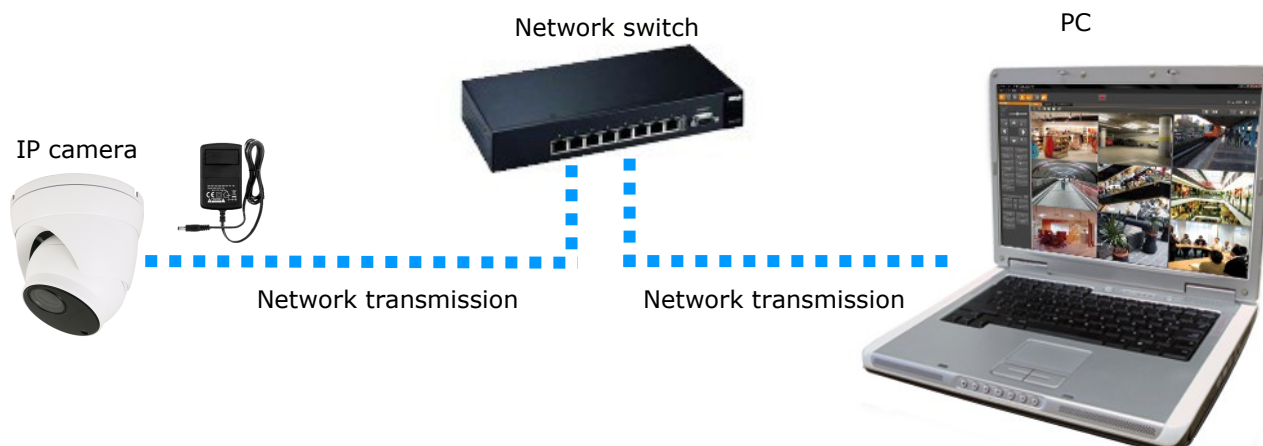 Network switch
PC
IP camera
Network transmission
Network transmission